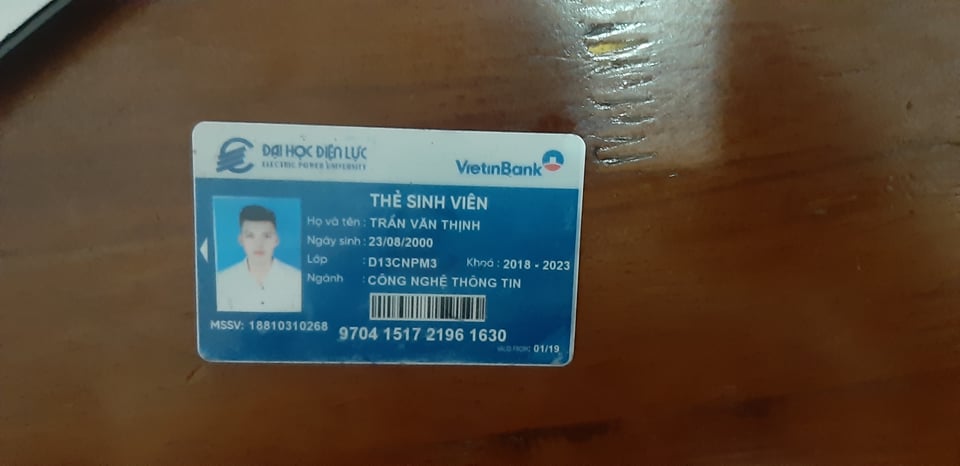 ĐẠI HỌC ĐIỆN LỰC
ELECTRIC POWER UNIVERSITY
VietinBank
THẺ SINH VIÊN
Họ và tên : TRẦN VĂN THỊNH
Ngày sinh : 23/08/2000
Lớp : D13CNPM3 Khoá : 2018 - 2023
Ngành : CÔNG NGHỆ THÔNG TIN
MSSV: 18810310268
9704 1517 2196 1630
VALID FROM: 01/19